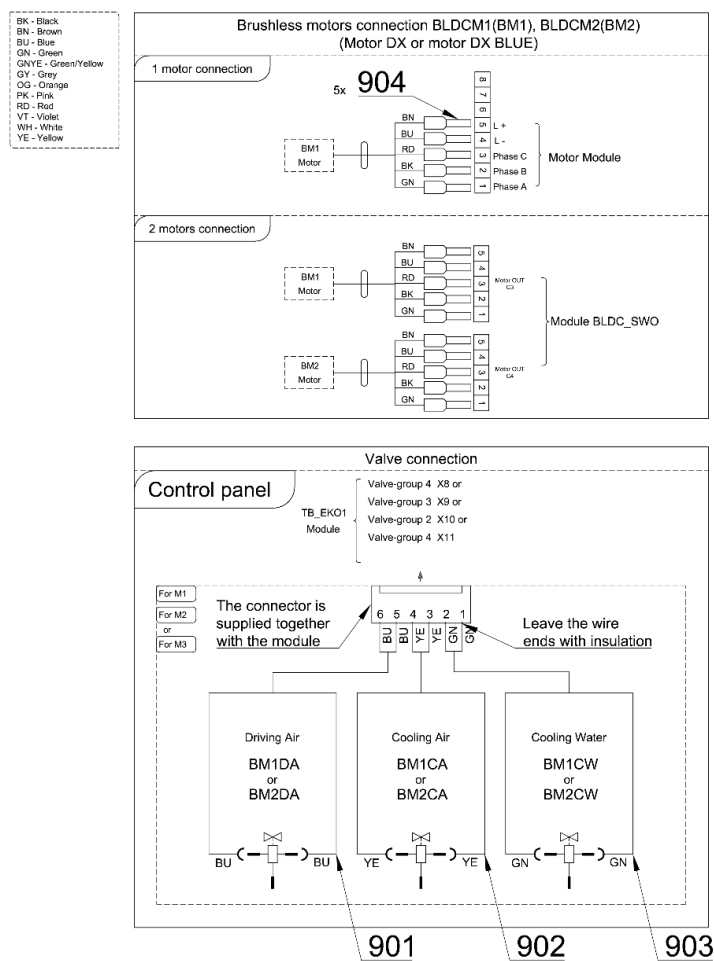 BK - Black
BN - Brown
BU - Blue
GN - Green
GNYE - Green/Yellow
GY - Grey
OG - Orange
PK - Pink
RD - Rod
VT - Violet
WH - White
YE - Yellow
Brushless motors connection BLDCM1(BM1), BLDCM2(BM2)
(Motor DX or motor DX BLUE)
1 motor connection
5x 904
BM1
Motor
BN
BU
RD
BK
GN
8
7
6
5 L +
4 L -
3 Phase C
2 Phase B
1 Phase A
Motor Module
2 motors connection
BM1
Motor
BN
BU
RD
BK
GN
5
4
3
2
1
Motor OUT
C3
Module BLDC_SWO
BM2
Motor
BN
BU
RD
BK
GN
5
4
3
2
1
Motor OUT
C4
Valve connection
Control panel
TB_EKO1
Module
Valve-group 4 X8 or
Valve-group 3 X9 or
Valve-group 2 X10 or
Valve-group 4 X11
For M1
For M2
or
For M3
The connector is
supplied together
with the module
6 5 4 3 2 1
BU BU YE YE GN GN
Leave the wire
ends with insulation
Driving Air
BM1DA
or
BM2DA
BU BU
Cooling Air
BM1CA
or
BM2CA
YE YE
Cooling Water
BM1CW
or
BM2CW
GN GN
901 902 903